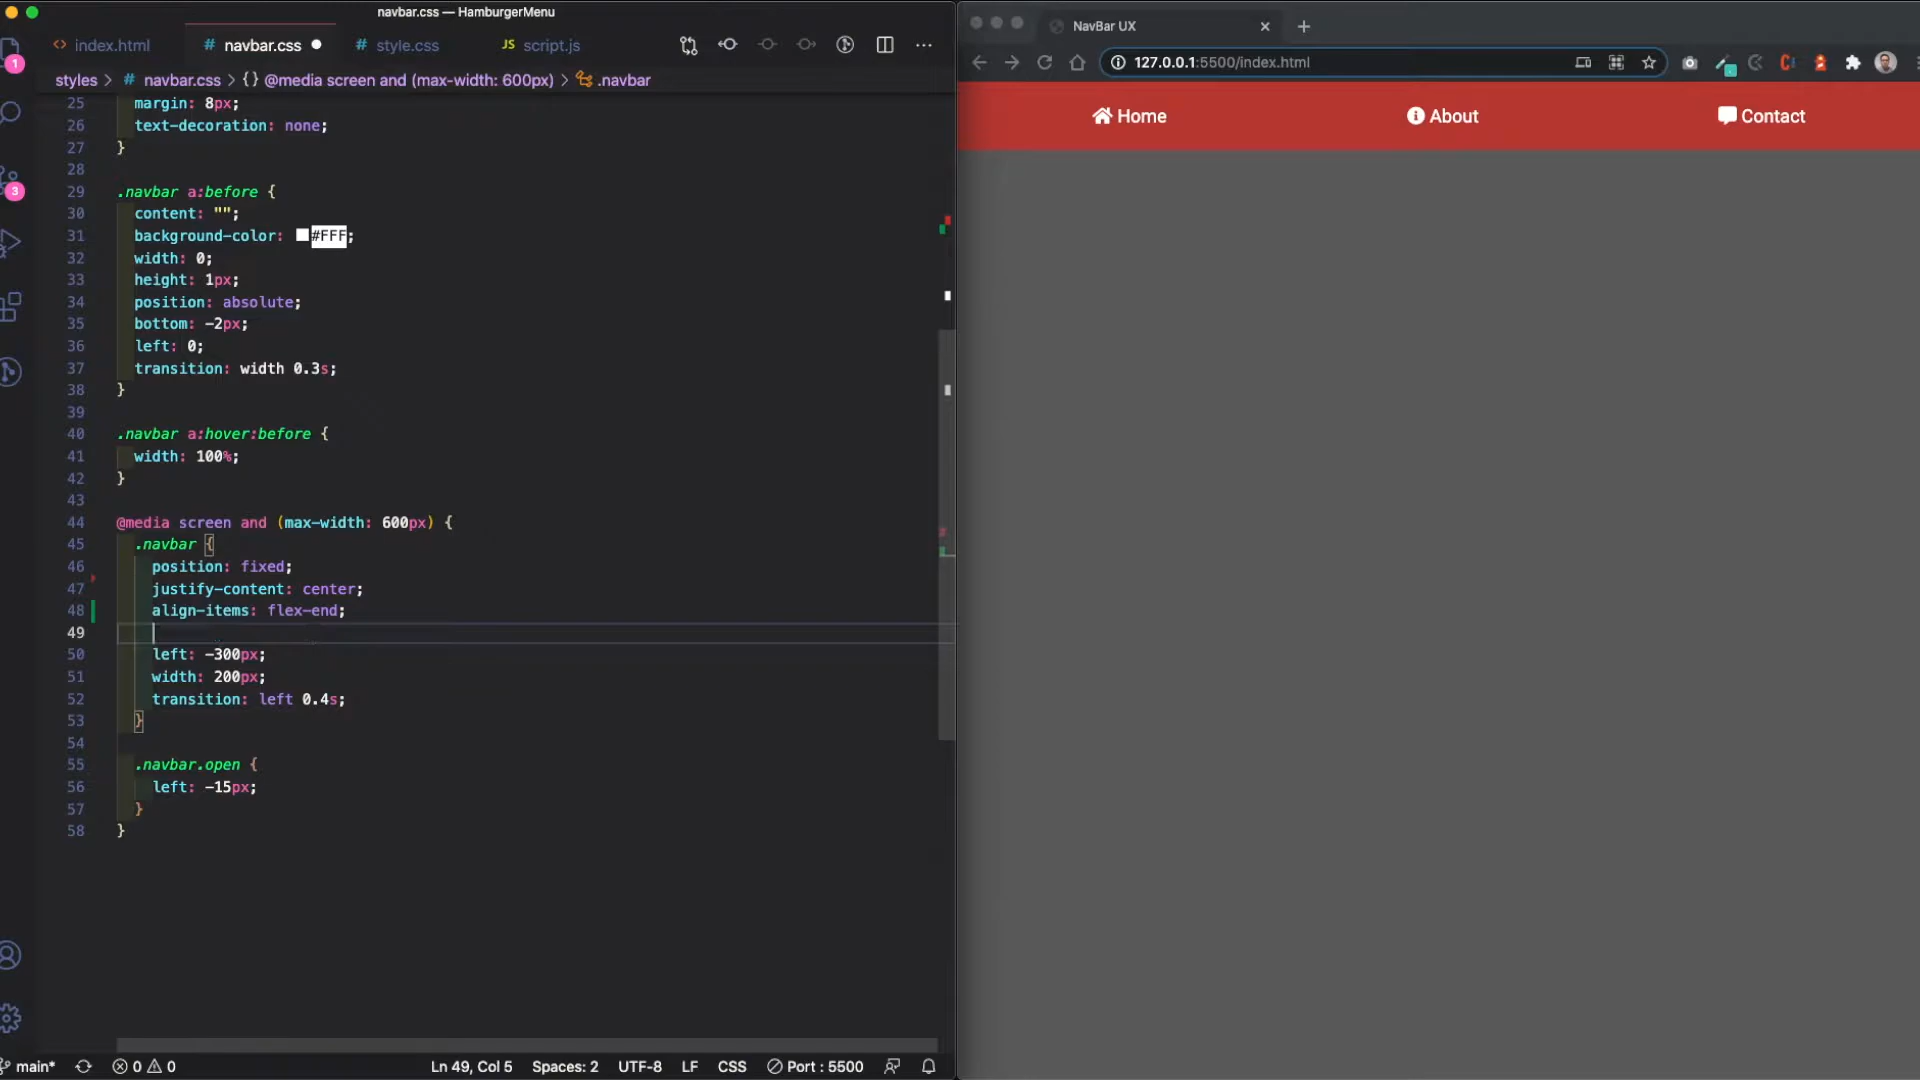 navbar.css — HamburgerMenu
index.html
navbar.css
style.css
JS script.js
styles > # navbar.css > {} @media screen and (max-width: 600px) > .navbar
25 margin: 8px;
26 text-decoration: none;
27 }
28
29 .navbar a:before {
30 content: "";
31 background-color: #FFF;
32 width: 0;
33 height: 1px;
34 position: absolute;
35 bottom: -2px;
36 left: 0;
37 transition: width 0.3s;
38 }
39
40 .navbar a:hover:before {
41 width: 100%;
42 }
43
44 @media screen and (max-width: 600px) {
45 .navbar {
46 position: fixed;
47 justify-content: center;
48 align-items: flex-end;
49
50 left: -300px;
51 width: 200px;
52 transition: left 0.4s;
53 }
54
55 .navbar.open {
56 left: -15px;
57 }
58 }
1
3
main* 0 0 Ln 49, Col 5 Spaces: 2 UTF-8 LF CSS Port : 5500
NavBar UX
127.0.0.1:5500/index.html
Home About Contact